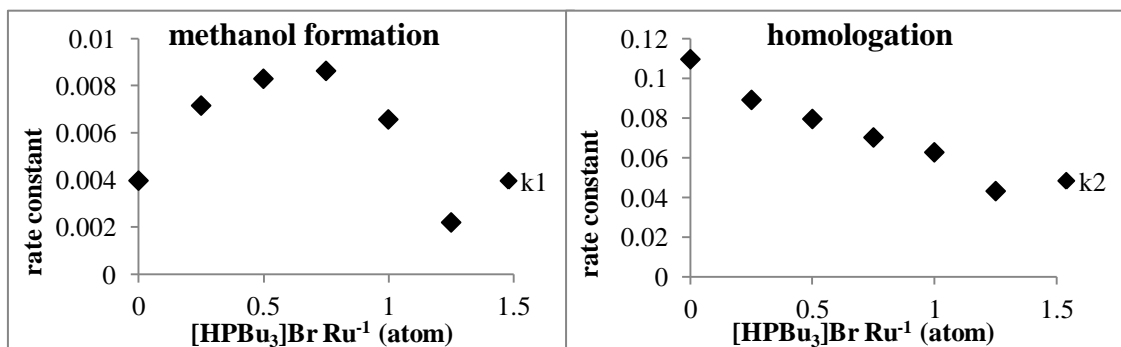 methanol formation
rate constant
0.01
0.008
0.006
0.004
0.002
0
0 0.5 1 1.5
k1
[HPBu₃]Br Ru⁻¹ (atom)
homologation
rate constant
0.12
0.1
0.08
0.06
0.04
0.02
0
0 0.5 1 1.5
k2
[HPBu₃]Br Ru⁻¹ (atom)